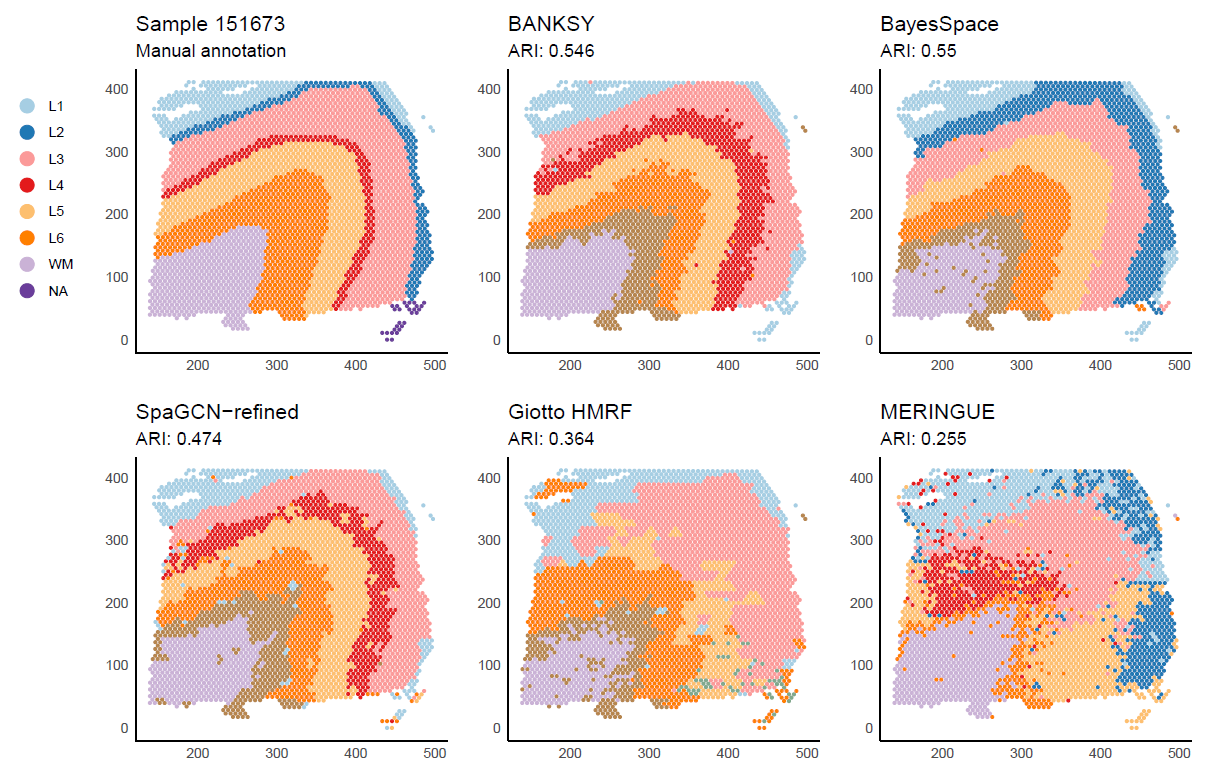 Sample 151673
Manual annotation
BANKSY
ARI: 0.546
BayesSpace
ARI: 0.55
L1
L2
L3
L4
L5
L6
WM
NA
400
300
200
100
0
200
300
400
500
400
300
200
100
0
200
300
400
500
400
300
200
100
0
200
300
400
500
SpaGCN−refined
ARI: 0.474
Giotto HMRF
ARI: 0.364
MERINGUE
ARI: 0.255
400
300
200
100
0
200
300
400
500
400
300
200
100
0
200
300
400
500
400
300
200
100
0
200
300
400
500